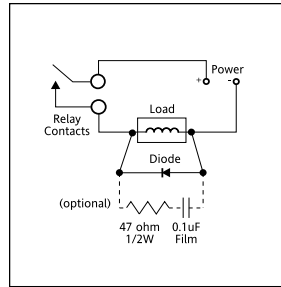 + Power -
Load
Relay
Contacts
Diode
(optional)
47 ohm
1/2W
0.1uF
Film